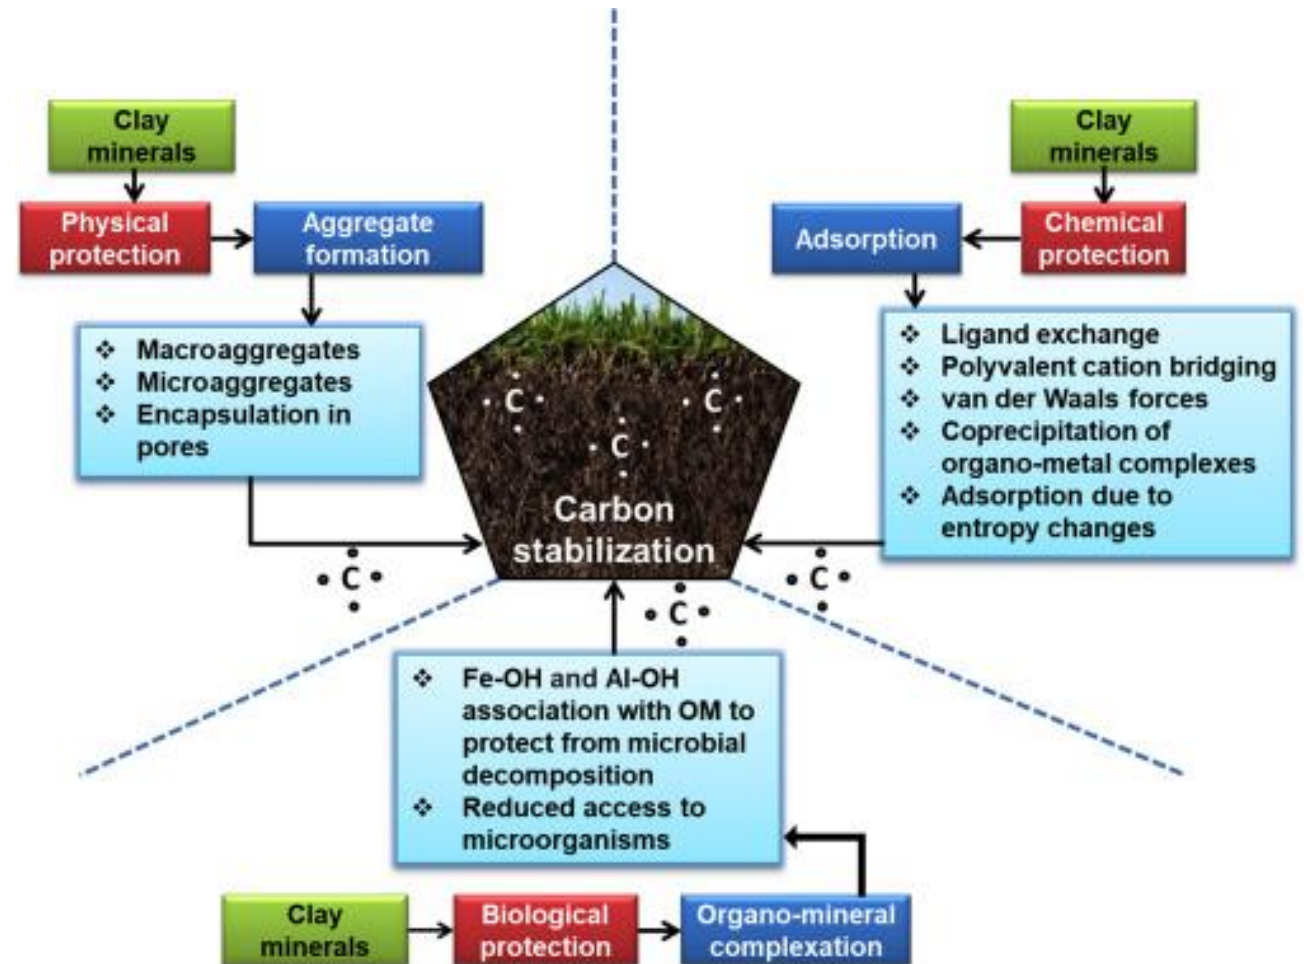 Clay
minerals
Physical
protection
Aggregate
formation
❖ Macroaggregates
❖ Microaggregates
❖ Encapsulation in
pores
Clay
minerals
Chemical
protection
Adsorption
❖ Ligand exchange
❖ Polyvalent cation bridging
❖ van der Waals forces
❖ Coprecipitation of
organo-metal complexes
❖ Adsorption due to
entropy changes
C
C
C
Carbon
stabilization
C
C
C
❖ Fe-OH and Al-OH
association with OM to
protect from microbial
decomposition
❖ Reduced access to
microorganisms
Clay
minerals
Biological
protection
Organo-mineral
complexation